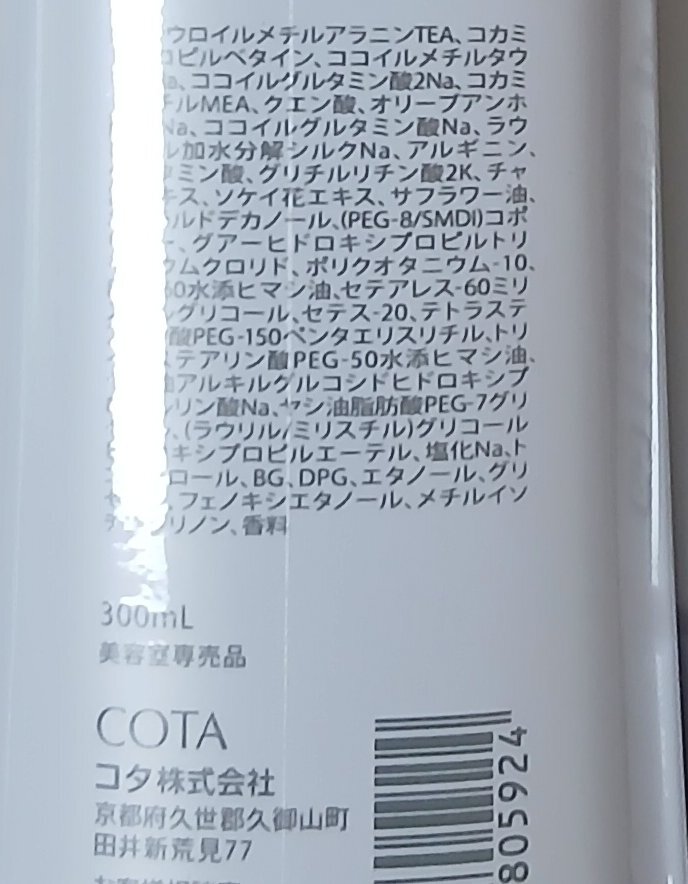 ウロイルメチルアラニンTEA、コカミ
ピルベタイン、ココイルメチルタウ
a、ココイルグルタミン酸2Na、コカミ
ルMEA、クエン酸、オリーブアンホ
Na、ココイルグルタミン酸Na、ラウ
加水分解シルクNa、アルギニン、
ミン酸、グリチルリチン酸2K、チャ
キス、ソケイ花エキス、サフラワー油、
ルドデカノール、(PEG-8/SMDI)コポ
、グアーヒドロキシプロピルトリ
ウムクロリド、ポリクオタニウム-10、
60水添ヒマシ油、セテアレス-60ミリ
グリコール、セテス-20、テトラステ
酸PEG-150ペンタエリスリチル、トリ
ステアリン酸PEG-50水添ヒマシ油、
アルキルグルコシドヒドロキシプ
リン酸Na、ヤシ油脂肪酸PEG-7グリ
、(ラウリル/ミリスチル)グリコール
キシプロピルエーテル、塩化Na、ト
ロール、BG、DPG、エタノール、グリ
、フェノキシエタノール、メチルイソ
リノン、香料
300mL
美容室専売品
COTA
コタ株式会社
京都府久世郡久御山町
田井新荒見77
805924